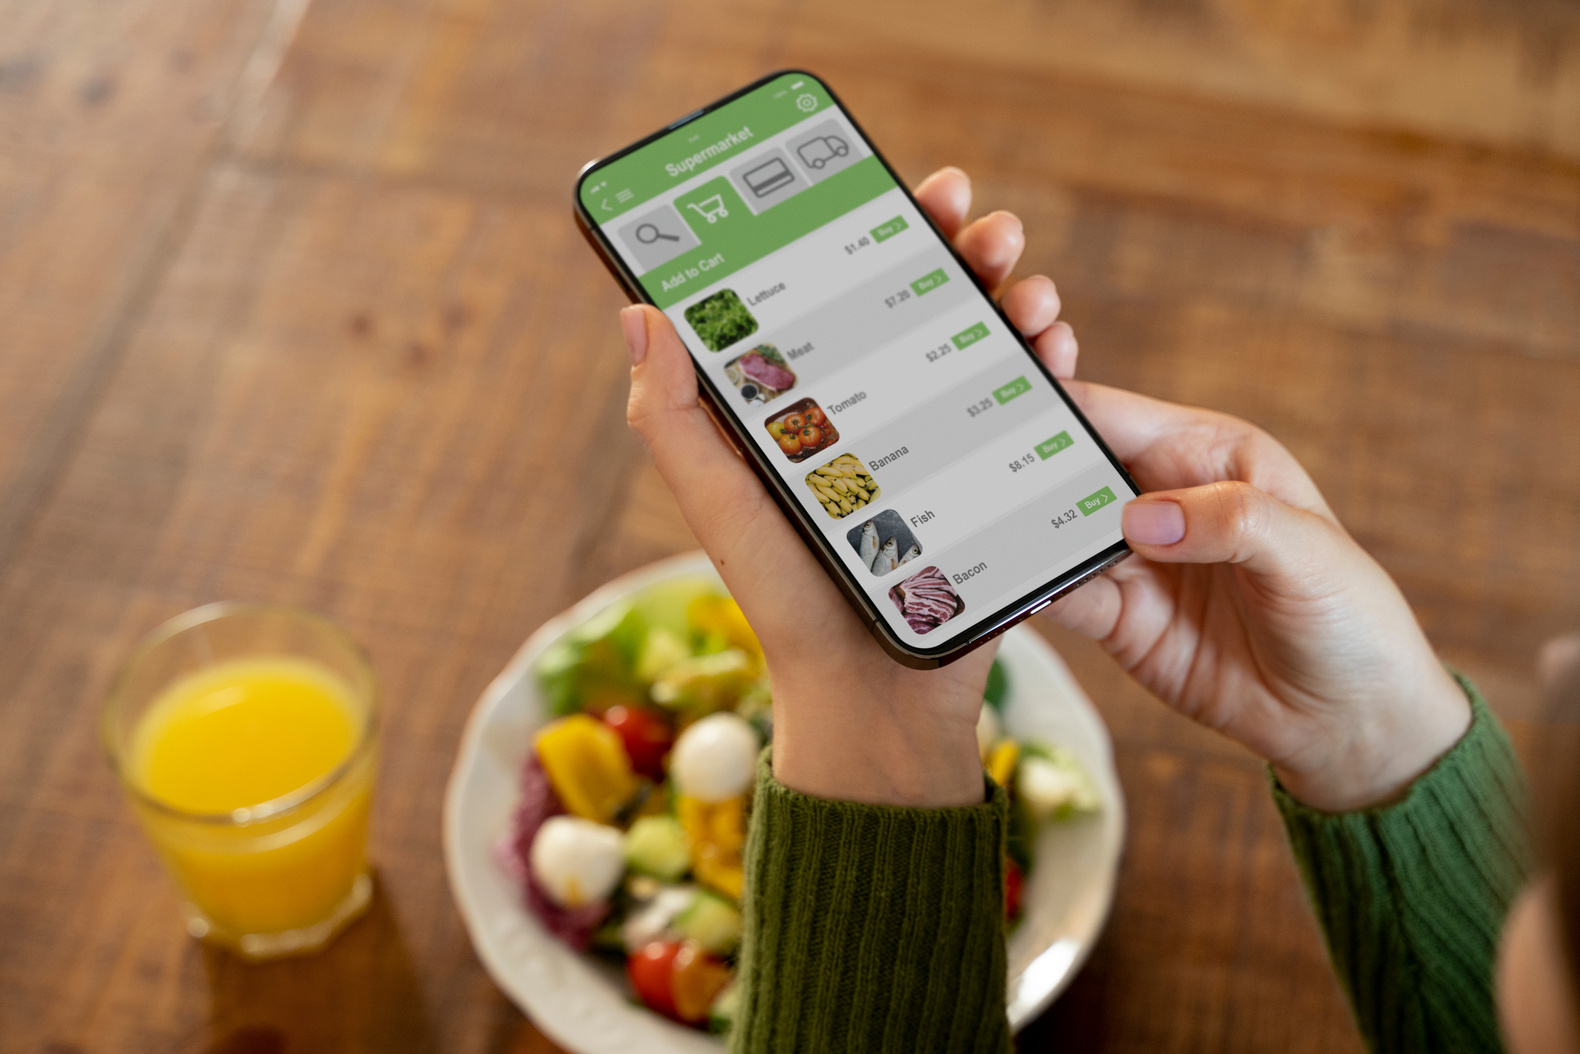 Supermarket
Add to Cart
Lettuce $1.40 Buy
Meat $7.20 Buy
Tomato $2.25 Buy
Banana $3.25 Buy
Fish $8.15 Buy
Bacon $4.32 Buy